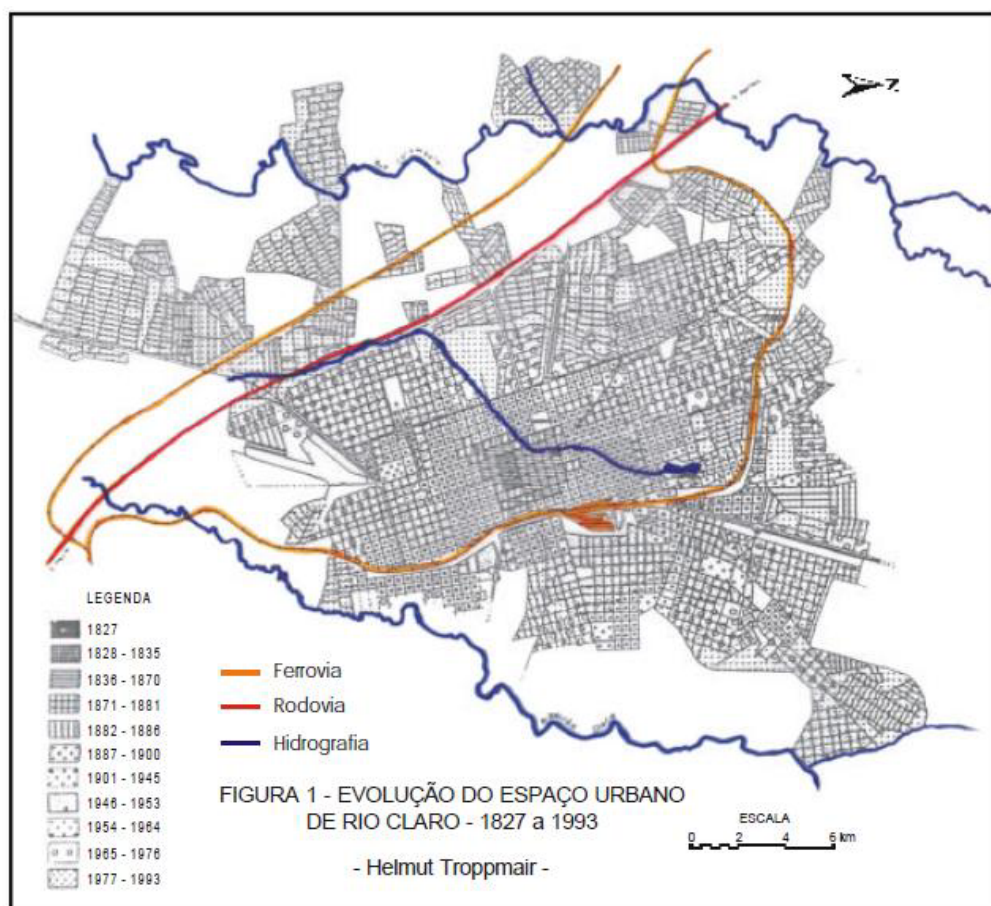 N
LEGENDA
1827
1828 - 1835
1836 - 1870
1871 - 1881
1882 - 1886
1887 - 1900
1901 - 1945
1946 - 1953
1954 - 1964
1965 - 1976
1977 - 1993
Ferrovia
Rodovia
Hidrografia
FIGURA 1 - EVOLUÇÃO DO ESPAÇO URBANO
DE RIO CLARO - 1827 a 1993
- Helmut Troppmair -
ESCALA
0 2 4 6 km